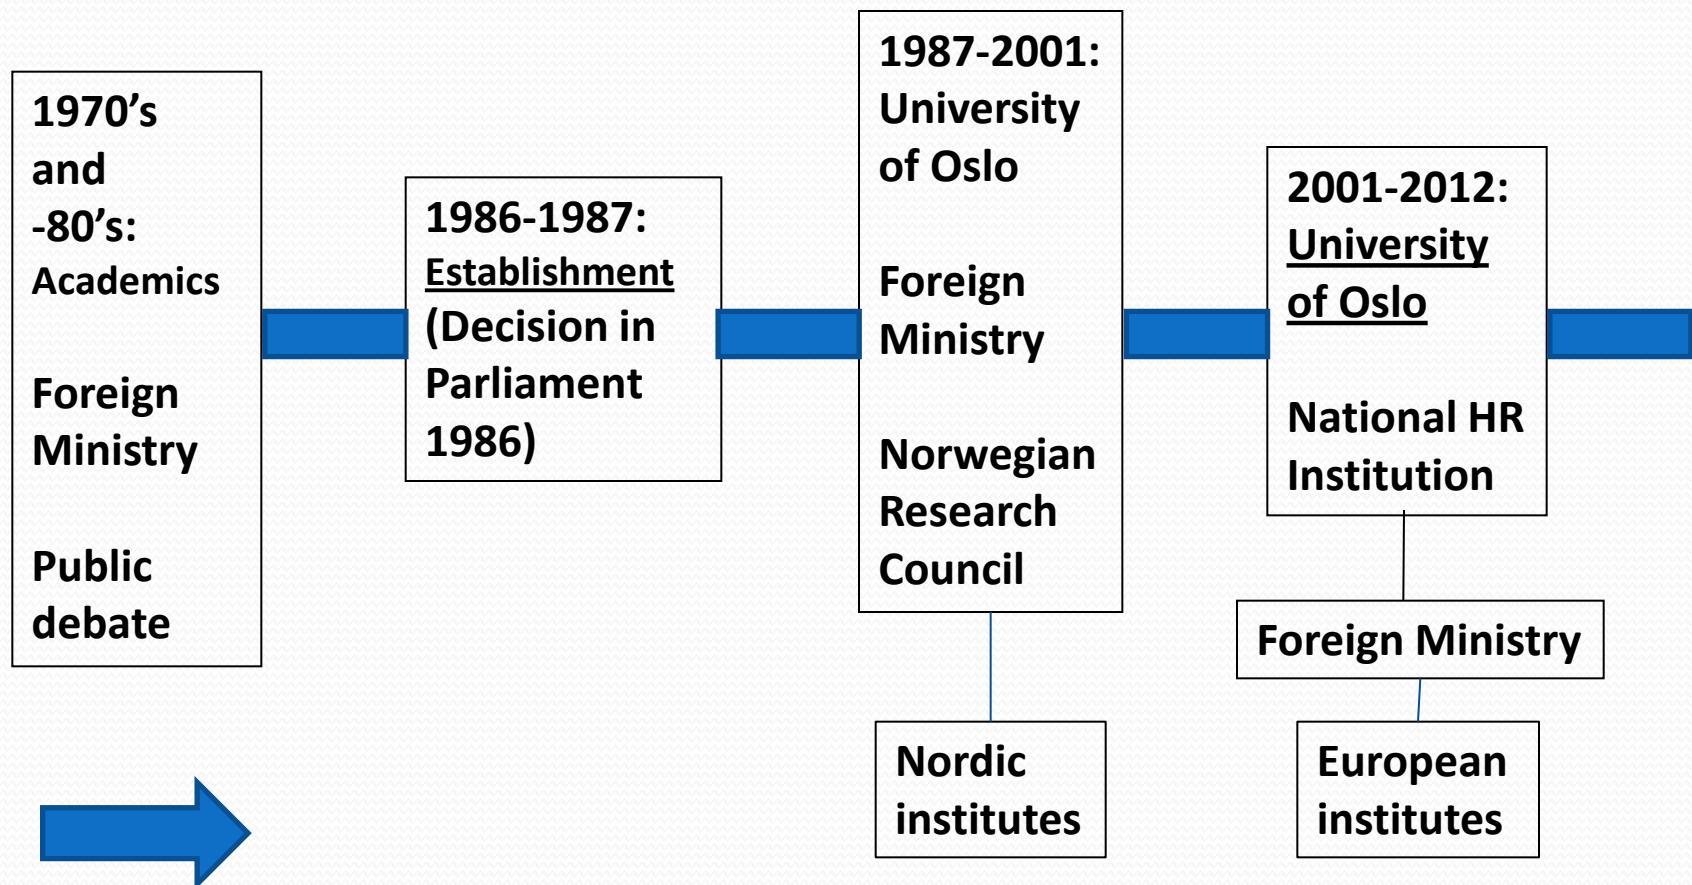 1970’s
and
-80’s:
Academics
Foreign
Ministry
Public
debate
1986-1987:
Establishment
(Decision in
Parliament
1986)
1987-2001:
University
of Oslo
Foreign
Ministry
Norwegian
Research
Council
Nordic
institutes
2001-2012:
University
of Oslo
National HR
Institution
Foreign Ministry
European
institutes